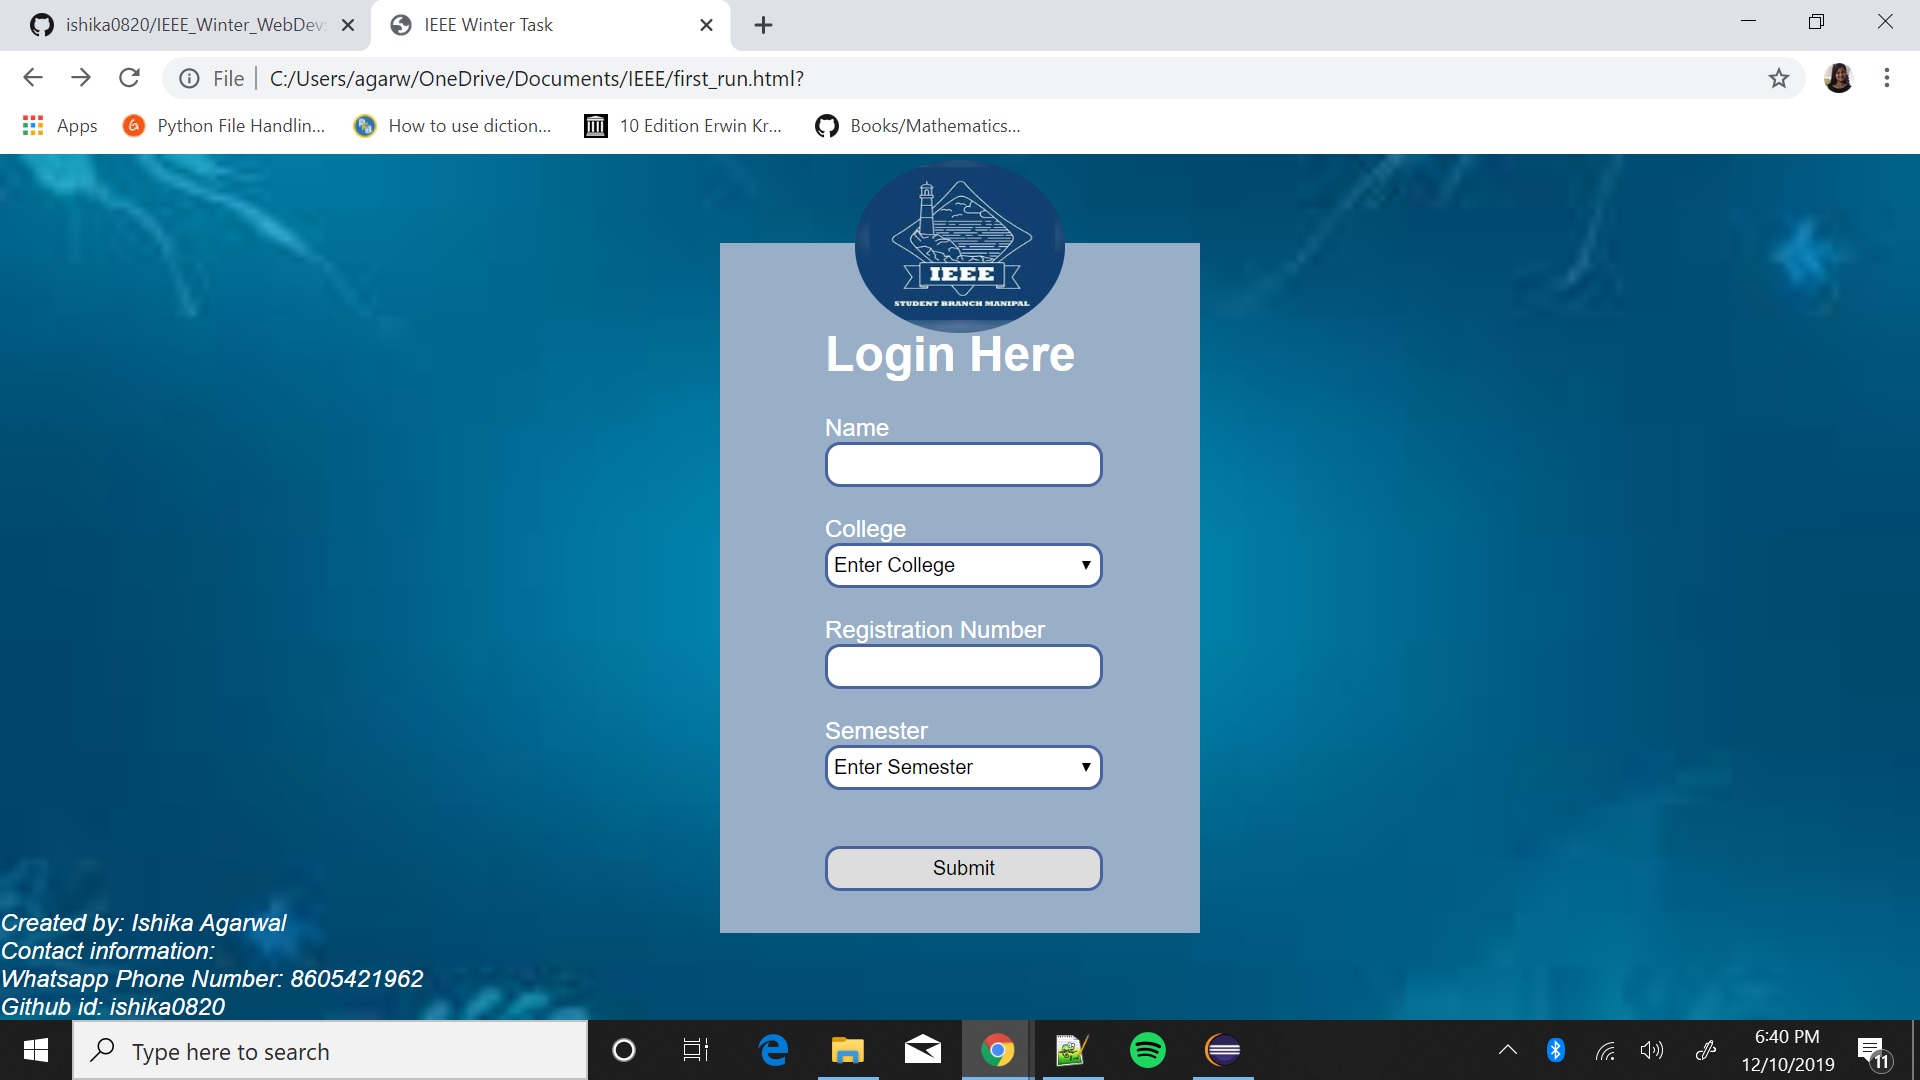 ishika0820/IEEE_Winter_WebDev
IEEE Winter Task
File
C:/Users/agarw/OneDrive/Documents/IEEE/first_run.html?
Apps
Python File Handlin...
How to use diction...
10 Edition Erwin Kr...
Books/Mathematics...
IEEE
STUDENT BRANCH MANIPAL
Login Here
Name
College
Enter College
Registration Number
Semester
Enter Semester
Submit
Created by: Ishika Agarwal
Contact information:
Whatsapp Phone Number: 8605421962
Github id: ishika0820
Type here to search
6:40 PM
12/10/2019
11